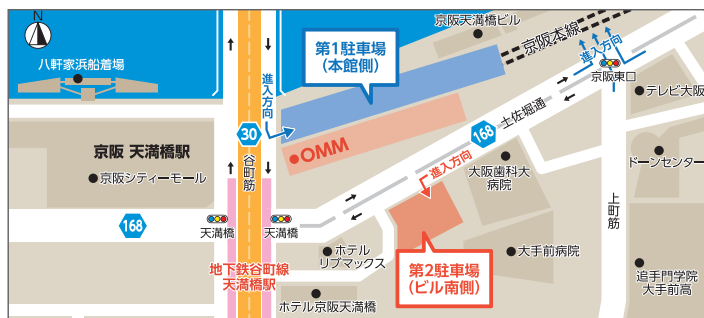 N
八軒家浜船着場
京阪天満橋ビル
京阪本線
第1駐車場
(本館側)
進入方向
京阪東口
テレビ大阪
30
谷町筋
京阪 天満橋駅
京阪シティーモール
OMM
土佐堀通
168
進入方向
大阪歯科大
病院
ドーンセンター
上町筋
168
天満橋
天満橋
地下鉄谷町線
天満橋駅
ホテル
リブマックス
ホテル京阪天満橋
第2駐車場
(ビル南側)
大手前病院
追手門学院
大手前高
進入方向